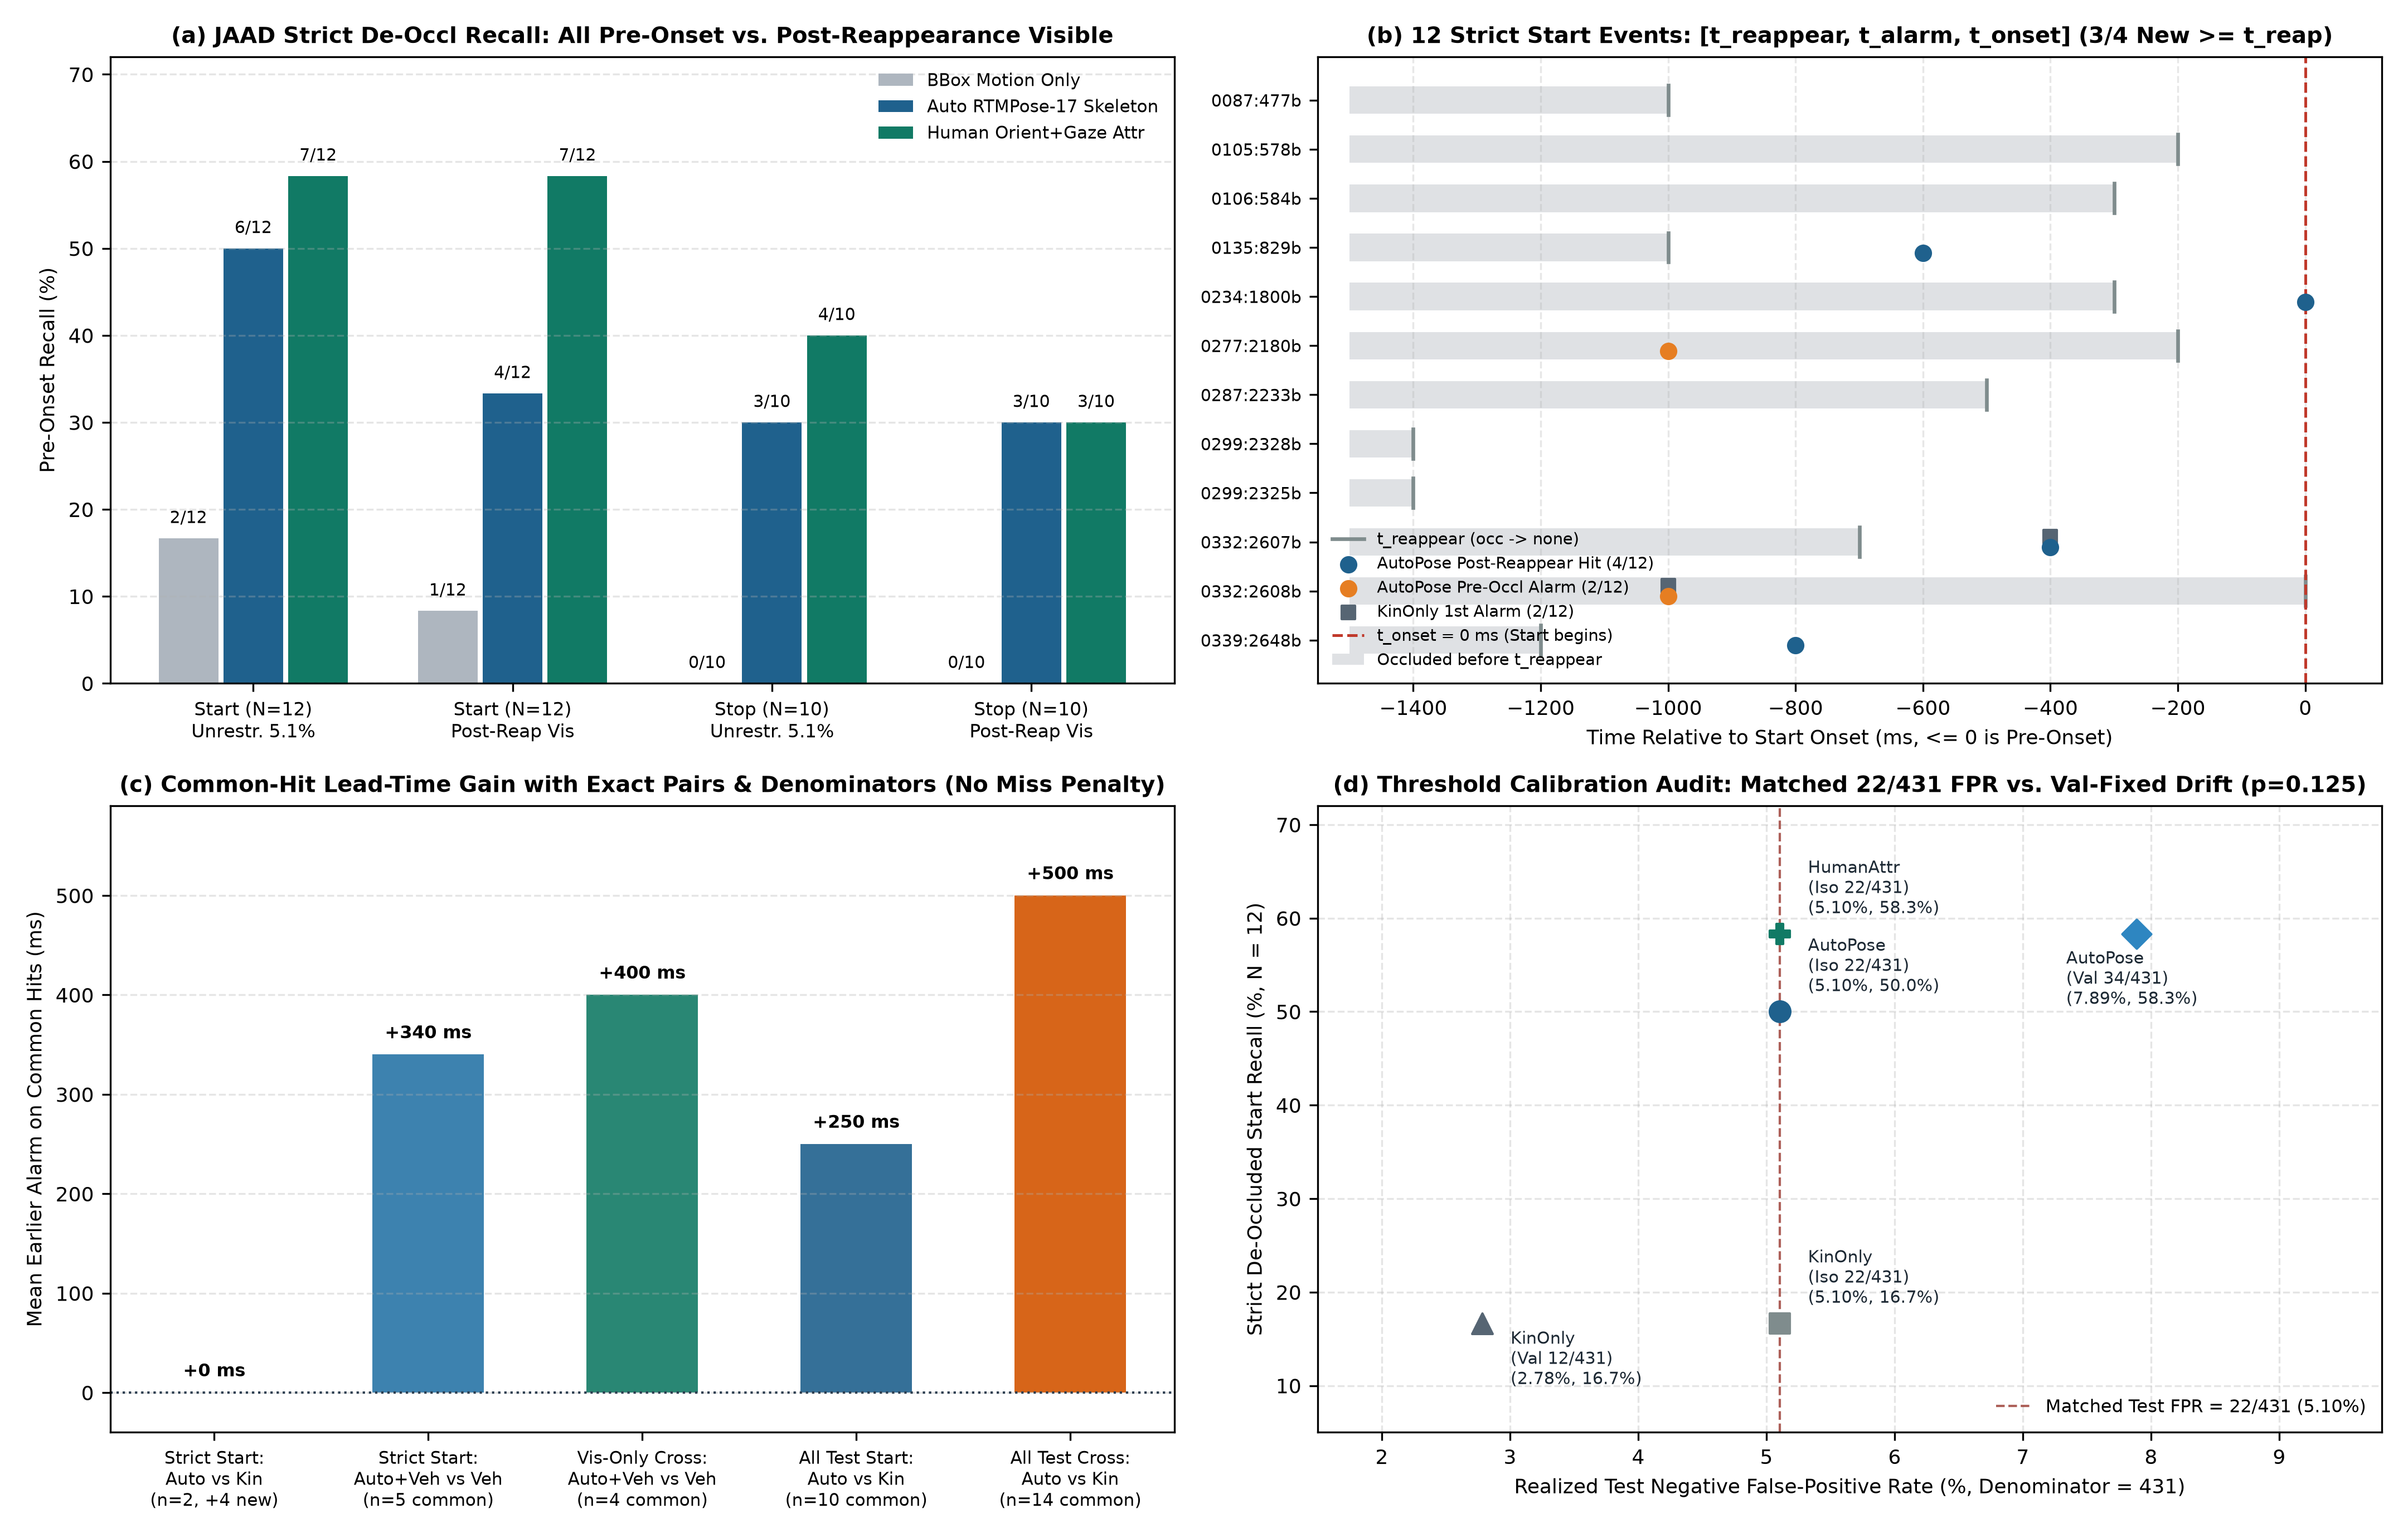 (a) JAAD Strict De-Occl Recall: All Pre-Onset vs. Post-Reappearance Visible
Pre-Onset Recall (%)
70
60
50
40
30
20
10
0
BBox Motion Only
Auto RTMPose-17 Skeleton
Human Orient+Gaze Attr
2/12
6/12
7/12
1/12
4/12
7/12
0/10
3/10
4/10
0/10
3/10
3/10
Start (N=12)
Unrestr. 5.1%
Start (N=12)
Post-Reap Vis
Stop (N=10)
Unrestr. 5.1%
Stop (N=10)
Post-Reap Vis
(b) 12 Strict Start Events: [t_reappear, t_alarm, t_onset] (3/4 New >= t_reap)
0087:477b
0105:578b
0106:584b
0135:829b
0234:1800b
0277:2180b
0287:2233b
0299:2328b
0299:2325b
0332:2607b
0332:2608b
0339:2648b
t_reappear (occ -> none)
AutoPose Post-Reappear Hit (4/12)
AutoPose Pre-Occl Alarm (2/12)
KinOnly 1st Alarm (2/12)
t_onset = 0 ms (Start begins)
Occluded before t_reappear
−1400
−1200
−1000
−800
−600
−400
−200
0
Time Relative to Start Onset (ms, <= 0 is Pre-Onset)
(c) Common-Hit Lead-Time Gain with Exact Pairs & Denominators (No Miss Penalty)
Mean Earlier Alarm on Common Hits (ms)
500
400
300
200
100
0
+0 ms
+340 ms
+400 ms
+250 ms
+500 ms
Strict Start:
Auto vs Kin
(n=2, +4 new)
Strict Start:
Auto+Veh vs Veh
(n=5 common)
Vis-Only Cross:
Auto+Veh vs Veh
(n=4 common)
All Test Start:
Auto vs Kin
(n=10 common)
All Test Cross:
Auto vs Kin
(n=14 common)
(d) Threshold Calibration Audit: Matched 22/431 FPR vs. Val-Fixed Drift (p=0.125)
Strict De-Occluded Start Recall (%, N = 12)
70
60
50
40
30
20
10
HumanAttr
(Iso 22/431)
(5.10%, 58.3%)
AutoPose
(Iso 22/431)
(5.10%, 50.0%)
AutoPose
(Val 34/431)
(7.89%, 58.3%)
KinOnly
(Iso 22/431)
(5.10%, 16.7%)
KinOnly
(Val 12/431)
(2.78%, 16.7%)
Matched Test FPR = 22/431 (5.10%)
2
3
4
5
6
7
8
9
Realized Test Negative False-Positive Rate (%, Denominator = 431)